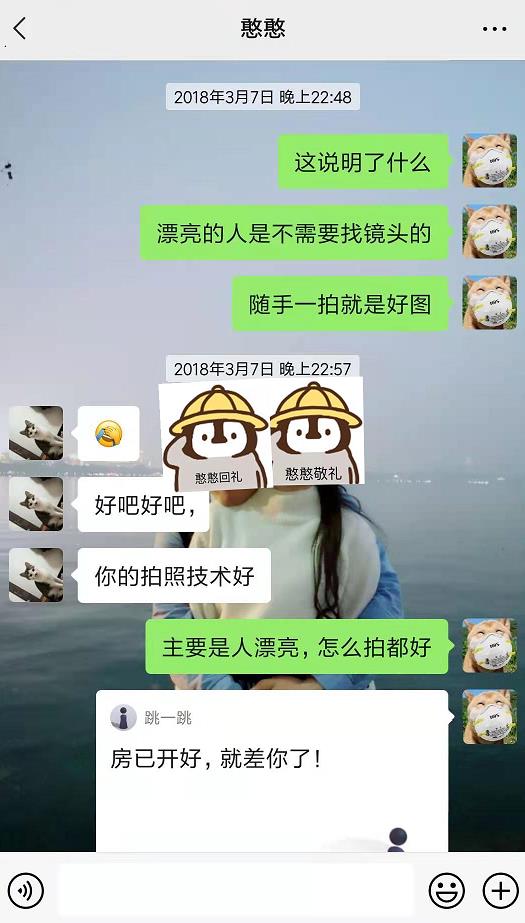 憨憨
2018年3月7日 晚上22:48
这说明了什么
漂亮的人是不需要找镜头的
随手一拍就是好图
2018年3月7日 晚上22:57
憨憨回礼
憨憨敬礼
好吧好吧，
你的拍照技术好
主要是人漂亮，怎么拍都好
跳一跳
房已开好，就差你了！